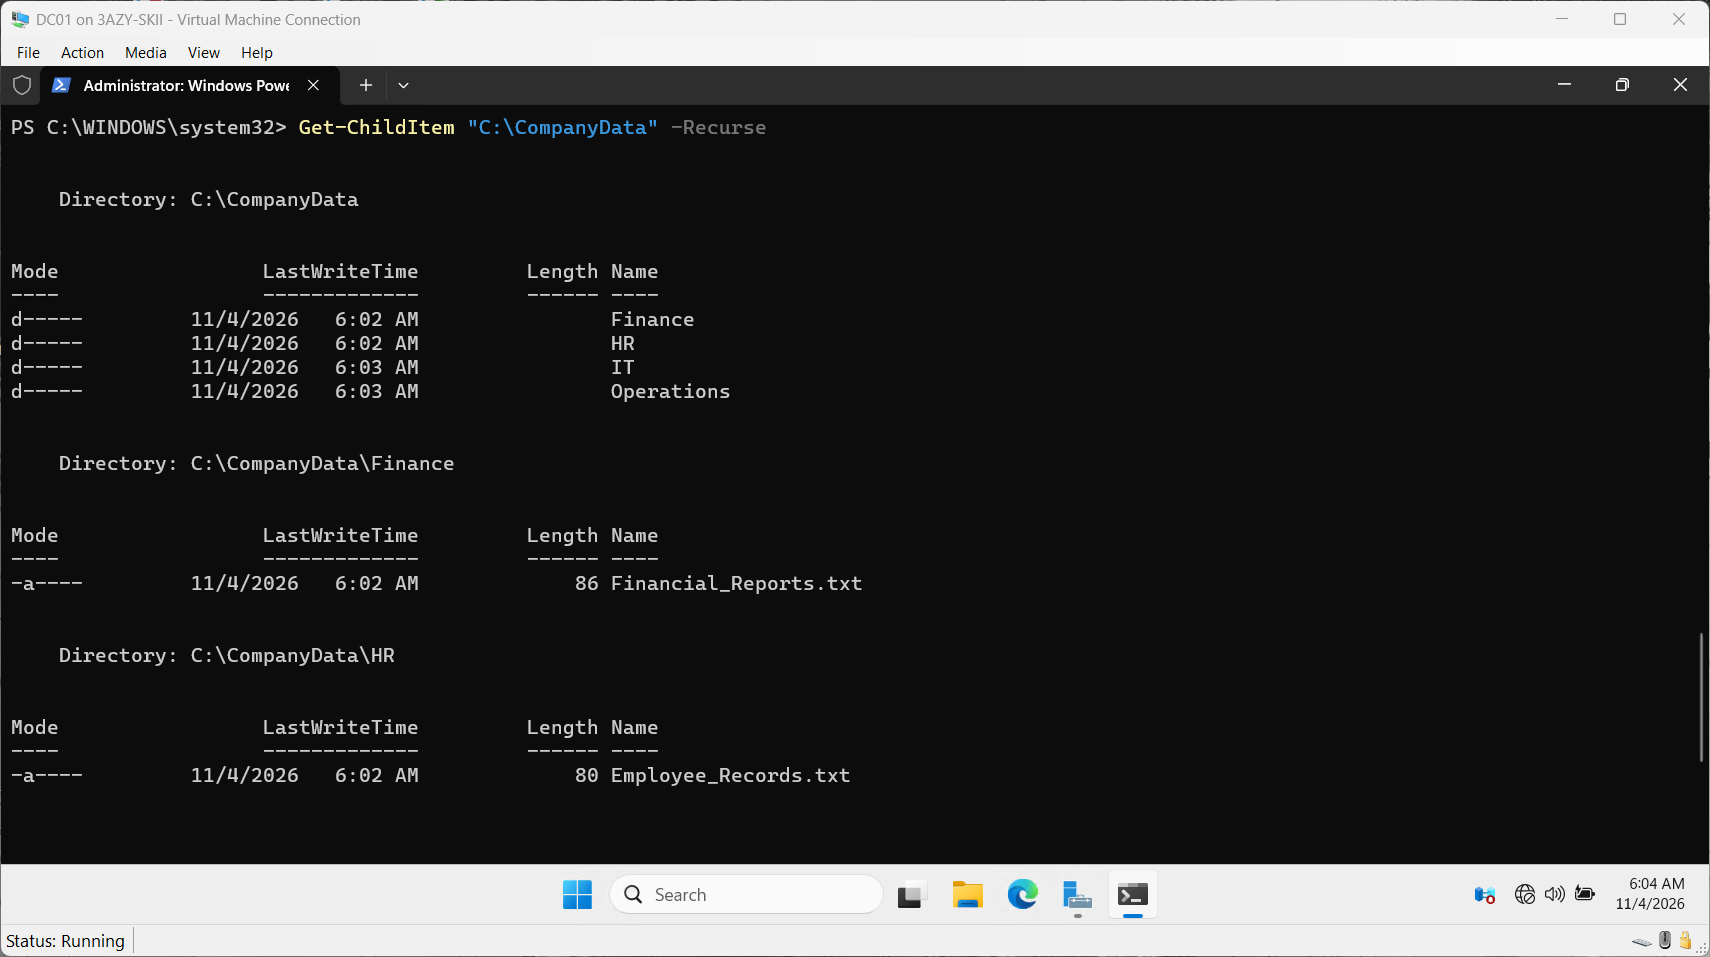 DC01 on 3AZY-SKII - Virtual Machine Connection
File Action Media View Help
Administrator: Windows Powe
PS C:\WINDOWS\system32> Get-ChildItem "C:\CompanyData" -Recurse
Directory: C:\CompanyData
Mode LastWriteTime Length Name
---- ------------- ------ ----
d----- 11/4/2026 6:02 AM Finance
d----- 11/4/2026 6:02 AM HR
d----- 11/4/2026 6:03 AM IT
d----- 11/4/2026 6:03 AM Operations
Directory: C:\CompanyData\Finance
Mode LastWriteTime Length Name
---- ------------- ------ ----
-a---- 11/4/2026 6:02 AM 86 Financial_Reports.txt
Directory: C:\CompanyData\HR
Mode LastWriteTime Length Name
---- ------------- ------ ----
-a---- 11/4/2026 6:02 AM 80 Employee_Records.txt
Search
6:04 AM
11/4/2026
Status: Running